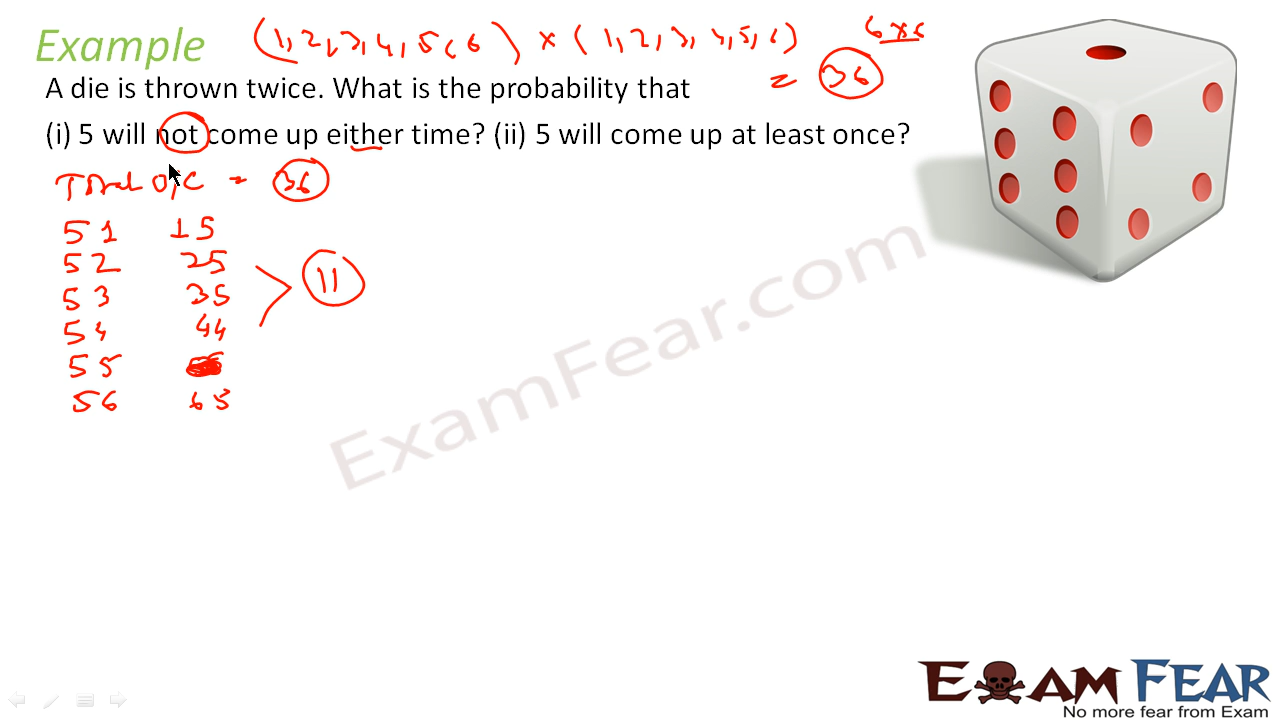 Example (1,2,3,4,5,6) × (1,2,3,4,5,6) 6×6
A die is thrown twice. What is the probability that = 36
(i) 5 will not come up either time? (ii) 5 will come up at least once?
Total O/C = 36
5 1 1 5
5 2 2 5
5 3 3 5 11
5 4 4 4
5 5
5 6 6 5
ExamFear.com
EXAM FEAR
No more fear from Exam